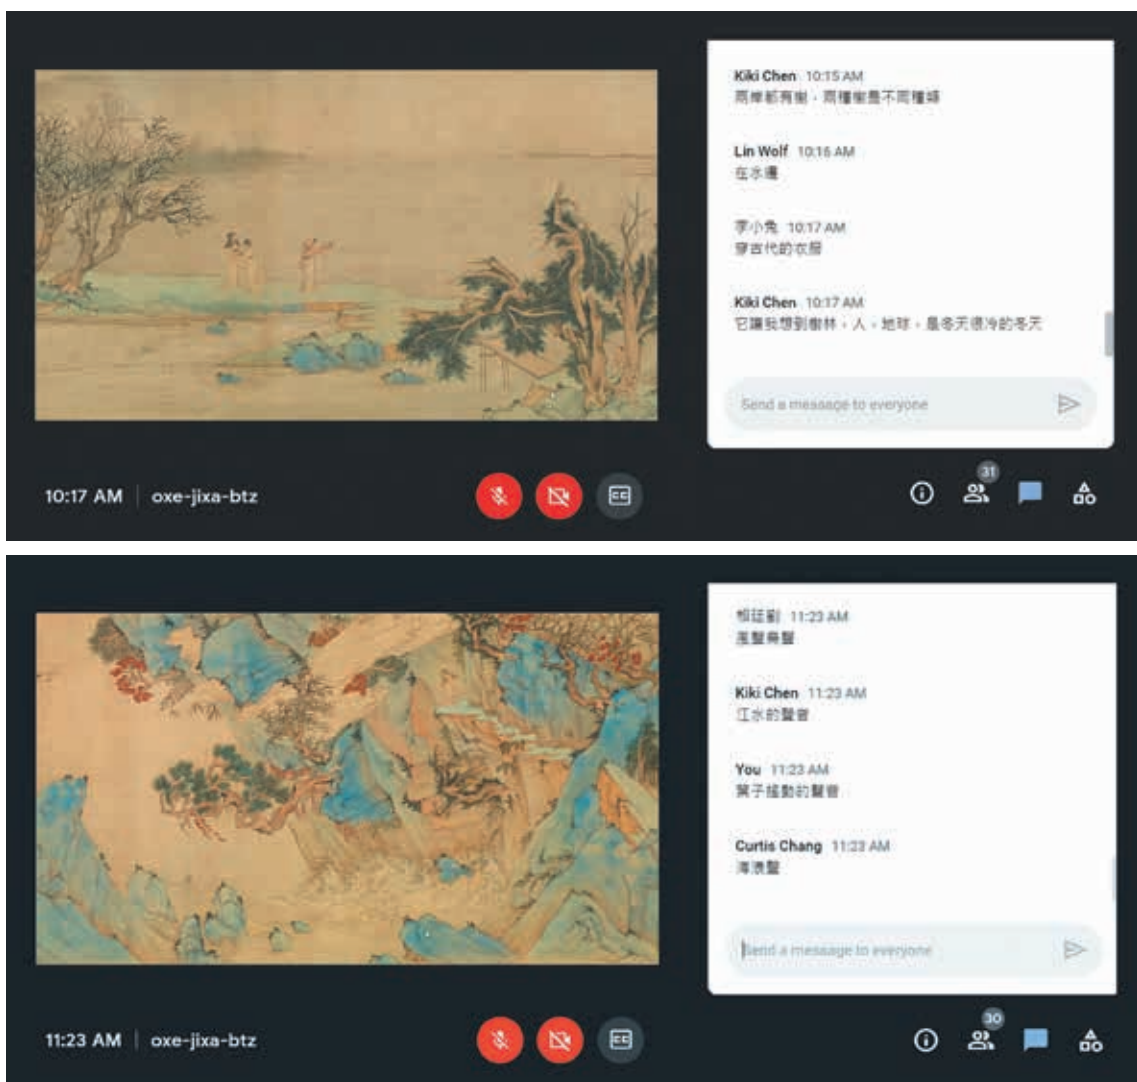 Kiki Chen 10:15 AM
兩岸都有樹，兩種樹是不同種類
Lin Wolf 10:16 AM
在水邊
李小兔 10:17 AM
穿古代的衣服
Kiki Chen 10:17 AM
它讓我想到樹林，人，地球，是冬天很冷的冬天
Send a message to everyone
10:17 AM | oxe-jixa-btz
31
11:23 AM
風聲鳥聲
Kiki Chen 11:23 AM
江水的聲音
You 11:23 AM
葉子搖動的聲音
Curtis Chang 11:23 AM
海浪聲
Send a message to everyone
11:23 AM | oxe-jixa-btz
30